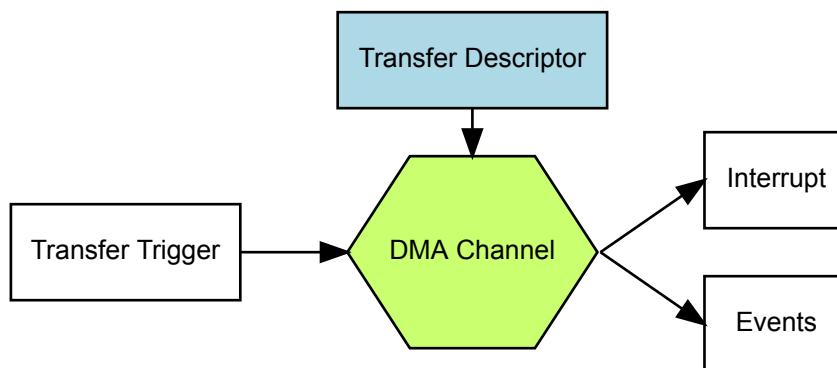 Transfer Descriptor
Interrupt
Transfer Trigger
DMA Channel
Events